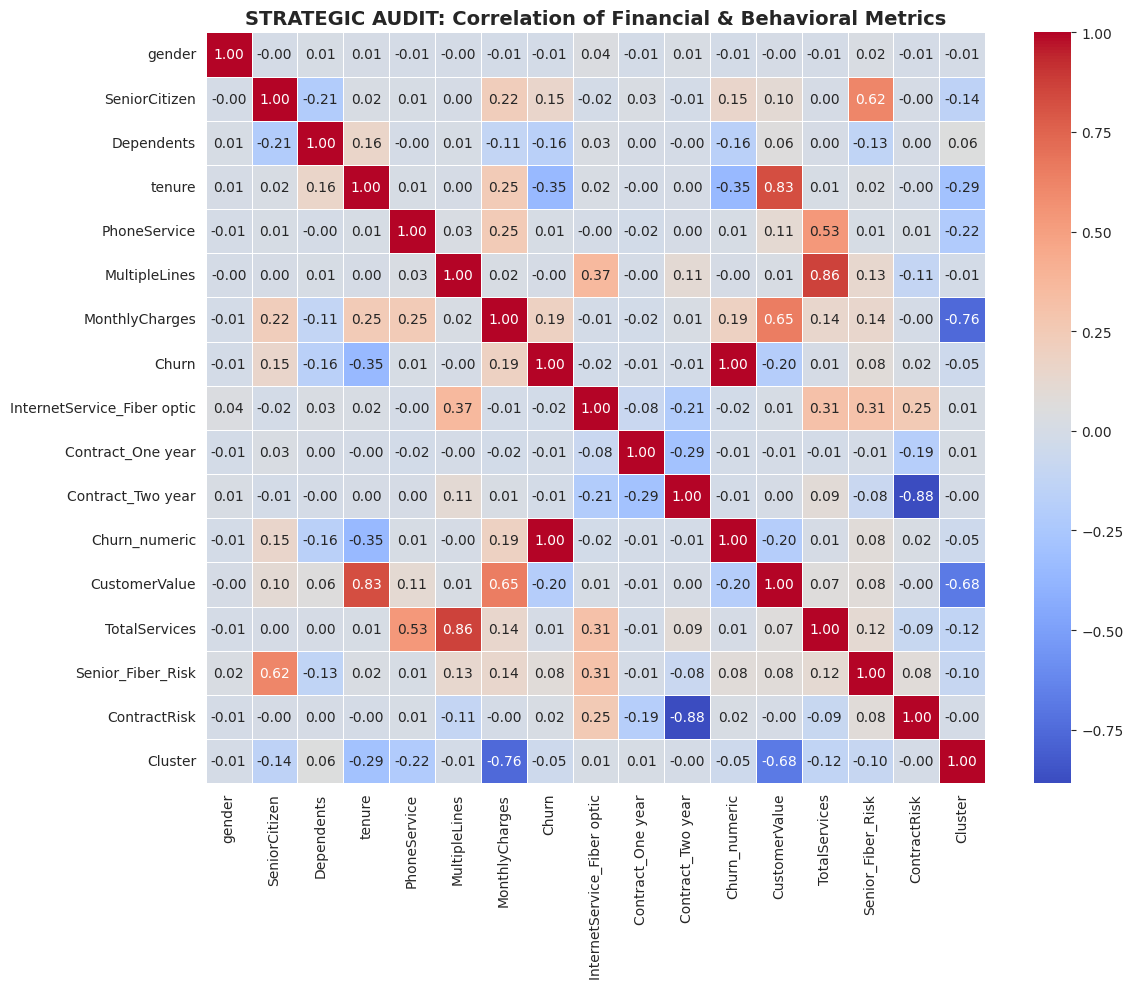 STRATEGIC AUDIT: Correlation of Financial & Behavioral Metrics
gender 1.00 -0.00 0.01 0.01 -0.01 -0.00 -0.01 -0.01 0.04 -0.01 0.01 -0.01 -0.00 -0.01 0.02 -0.01 -0.01
SeniorCitizen -0.00 1.00 -0.21 0.02 0.01 0.00 0.22 0.15 -0.02 0.03 -0.01 0.15 0.10 0.00 0.62 -0.00 -0.14
Dependents 0.01 -0.21 1.00 0.16 -0.00 0.01 -0.11 -0.16 0.03 0.00 -0.00 -0.16 0.06 0.00 -0.13 0.00 0.06
tenure 0.01 0.02 0.16 1.00 0.01 0.00 0.25 -0.35 0.02 -0.00 0.00 -0.35 0.83 0.01 0.02 -0.00 -0.29
PhoneService -0.01 0.01 -0.00 0.01 1.00 0.03 0.25 0.01 -0.00 -0.02 0.00 0.01 0.11 0.53 0.01 0.01 -0.22
MultipleLines -0.00 0.00 0.01 0.00 0.03 1.00 0.02 -0.00 0.37 -0.00 0.11 -0.00 0.01 0.86 0.13 -0.11 -0.01
MonthlyCharges -0.01 0.22 -0.11 0.25 0.25 0.02 1.00 0.19 -0.01 -0.02 0.01 0.19 0.65 0.14 0.14 -0.00 -0.76
Churn -0.01 0.15 -0.16 -0.35 0.01 -0.00 0.19 1.00 -0.02 -0.01 -0.01 1.00 -0.20 0.01 0.08 0.02 -0.05
InternetService_Fiber optic 0.04 -0.02 0.03 0.02 -0.00 0.37 -0.01 -0.02 1.00 -0.08 -0.21 -0.02 0.01 0.31 0.31 0.25 0.01
Contract_One year -0.01 0.03 0.00 -0.00 -0.02 -0.00 -0.02 -0.01 -0.08 1.00 -0.29 -0.01 -0.01 -0.01 -0.01 -0.19 0.01
Contract_Two year 0.01 -0.01 -0.00 0.00 0.00 0.11 0.01 -0.01 -0.21 -0.29 1.00 -0.01 0.00 0.09 -0.08 -0.88 -0.00
Churn_numeric -0.01 0.15 -0.16 -0.35 0.01 -0.00 0.19 1.00 -0.02 -0.01 -0.01 1.00 -0.20 0.01 0.08 0.02 -0.05
CustomerValue -0.00 0.10 0.06 0.83 0.11 0.01 0.65 -0.20 0.01 -0.01 0.00 -0.20 1.00 0.07 0.08 -0.00 -0.68
TotalServices -0.01 0.00 0.00 0.01 0.53 0.86 0.14 0.01 0.31 -0.01 0.09 0.01 0.07 1.00 0.12 -0.09 -0.12
Senior_Fiber_Risk 0.02 0.62 -0.13 0.02 0.01 0.13 0.14 0.08 0.31 -0.01 -0.08 0.08 0.08 0.12 1.00 0.08 -0.10
ContractRisk -0.01 -0.00 0.00 -0.00 0.01 -0.11 -0.00 0.02 0.25 -0.19 -0.88 0.02 -0.00 -0.09 0.08 1.00 -0.00
Cluster -0.01 -0.14 0.06 -0.29 -0.22 -0.01 -0.76 -0.05 0.01 0.01 -0.00 -0.05 -0.68 -0.12 -0.10 -0.00 1.00
gender
SeniorCitizen
Dependents
tenure
PhoneService
MultipleLines
MonthlyCharges
Churn
InternetService_Fiber optic
Contract_One year
Contract_Two year
Churn_numeric
CustomerValue
TotalServices
Senior_Fiber_Risk
ContractRisk
Cluster
1.00
0.75
0.50
0.25
0.00
−0.25
−0.50
−0.75